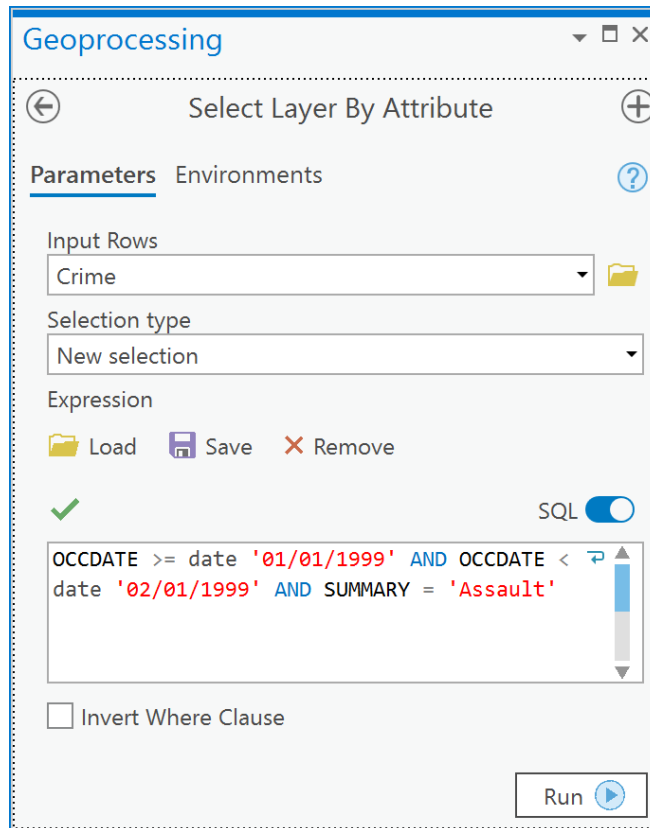 Geoprocessing
Select Layer By Attribute
Parameters Environments
Input Rows
Crime
Selection type
New selection
Expression
Load Save Remove
SQL
OCCDATE >= date '01/01/1999' AND OCCDATE <
date '02/01/1999' AND SUMMARY = 'Assault'
Invert Where Clause
Run